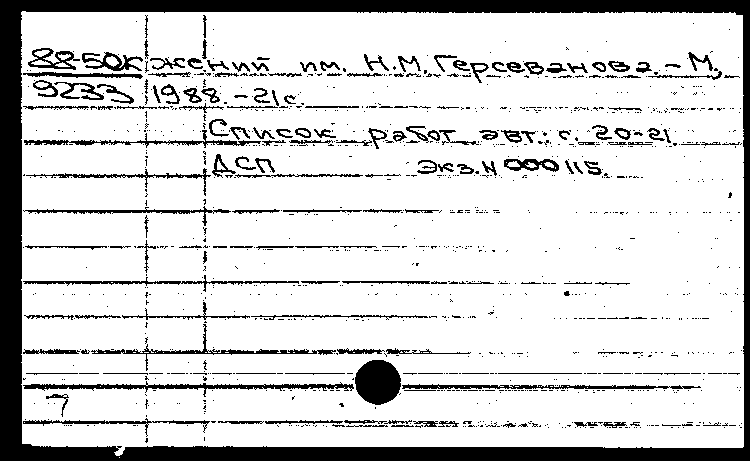 88-50к жений им. Н.М.Герсеванова.-М.,
9233 1988.-21с.
Список работ авт.: с. 20-21.
ДСП Экз.N 000115.
7